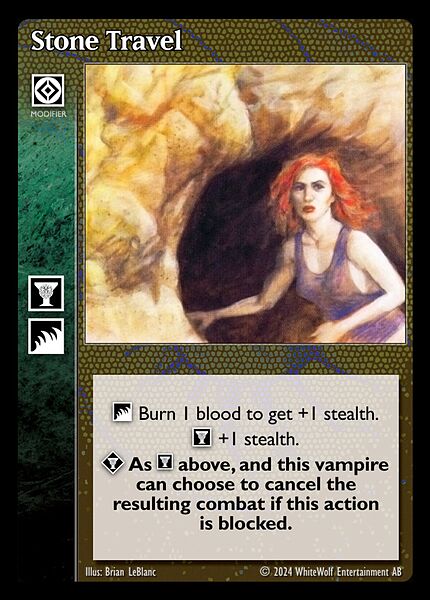 Stone Travel
MODIFIER
Burn 1 blood to get +1 stealth.
+1 stealth.
As above, and this vampire
can choose to cancel the
resulting combat if this action
is blocked.
Illus: Brian LeBlanc © 2024 WhiteWolf Entertainment AB